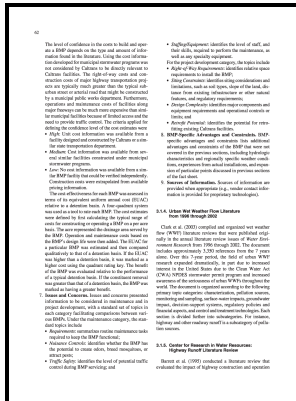 62
The level of confidence in the costs to build and oper-
ate a BMP depends on the type and amount of infor-
mation found in the literature. Using the cost informa-
tion developed for municipal stormwater programs was
not considered by Caltrans to be directly relevant to
Caltrans facilities. The right-of-way costs and con-
struction costs of major highway transportation proj-
ects are typically much greater than the typical sub-
urban street or arterial road that might be constructed
by a municipal public works department. Furthermore,
operations and maintenance costs of facilities along
major freeways can be much more expensive than simi-
lar municipal facilities because of limited access and the
need to provide traffic control. The criteria applied for
defining the confidence level of the cost estimates were
• High: Unit cost information was available from a
facility designed and constructed by Caltrans or a sim-
ilar state transportation department.
• Medium: Cost information was available from sev-
eral similar facilities constructed under municipal
stormwater programs.
• Low: No cost information was available from a sim-
ilar BMP facility that could be verified independently.
Construction costs were extrapolated from available
pricing information.
The cost effectiveness for each BMP was assessed in
terms of its equivalent uniform annual cost (EUAC)
relative to a detention basin. A four-quadrant system
was used as a tool to rate each BMP. The cost estimates
were defined by first calculating the typical range of
costs for constructing or operating a BMP on a per acre
basis. The acre represented the drainage area served by
the BMP. Operation and maintenance costs based on
the BMP's design life were then added. The EUAC for
a particular BMP was estimated and then compared
qualitatively to that of a detention basin. If the EUAC
was higher than a detention basin, it was marked as a
higher cost using the quadrant rating key. The benefit
of the BMP was evaluated relative to the performance
of a typical detention basin. If the constituent removal
was greater than that of a detention basin, the BMP was
marked as having a greater benefit.
7. Issues and Concerns. Issues and concerns presented
information to be considered in maintenance and in
project development, with a standard set of topics in
each category facilitating comparisons between vari-
ous BMPs. Under the maintenance category, the stan-
dard topics include
• Requirements: summarizes routine maintenance tasks
required to keep the BMP functional;
• Nuisance Controls: identifies whether the BMP has
the potential to create odors, breed mosquitoes, or
attract pests;
• Traffic Safety: identifies the level of potential traffic
control during BMP servicing; and
• Staffing/Equipment: identifies the level of staff, and
their skills, required to perform the maintenance, as
well as any specialty equipment.
For the project development category, the topics include
• Right-of-Way Requirements: identifies relative space
requirements to install the BMP;
• Siting Constraints: identifies siting considerations and
limitations, such as soil types, slope of the land, dis-
tance from existing infrastructure or other natural
features, and regulatory requirements;
• Design Complexity: identifies major components and
equipment requirements and operational controls or
limits; and
• Retrofit Potential: identifies the potential for retro-
fitting existing Caltrans facilities.
8. BMP-Specific Advantages and Constraints. BMP-
specific advantages and constraints lists additional
advantages and constraints of the BMP that were not
covered in the previous sections, including hydrologic
characteristics and regionally specific weather condi-
tions, experiences from actual installations, and expan-
sion of particular points discussed in previous sections
of the fact sheet.
9. Sources of Information. Sources of information are
provided when appropriate (e.g., vendor contact infor-
mation is provided for proprietary technologies).
3.1.4. Urban Wet Weather Flow Literature
from 1996 through 2002
Clark et al. (2003) compiled and organized wet weather
flow (WWF) literature reviews that were published origi-
nally in the annual literature review issues of Water Envi-
ronment Research from 1996 through 2002. The document
includes approximately 3,350 references from the 7 years
alone. Over this 7-year period, the field of urban WWF
research expanded dramatically, in part due to increased
interest in the United States due to the Clean Water Act
(CWA) NPDES stormwater permit program and increased
awareness of the seriousness of urban WWFs throughout the
world. The document is organized according to the following
primary topic categories: characterization, pollution sources,
monitoring and sampling, surface-water impacts, groundwater
impact, decision-support systems, regulatory policies and
financial aspects, and control and treatment technologies. Each
section is divided further into subcategories. For instance,
highway and other roadway runoff is a subcategory of pollu-
tion sources.
3.1.5. Center for Research in Water Resources:
Highway Runoff Literature Review
Barrett et al. (1995) conducted a literature review that
evaluated the impact of highway construction and operation